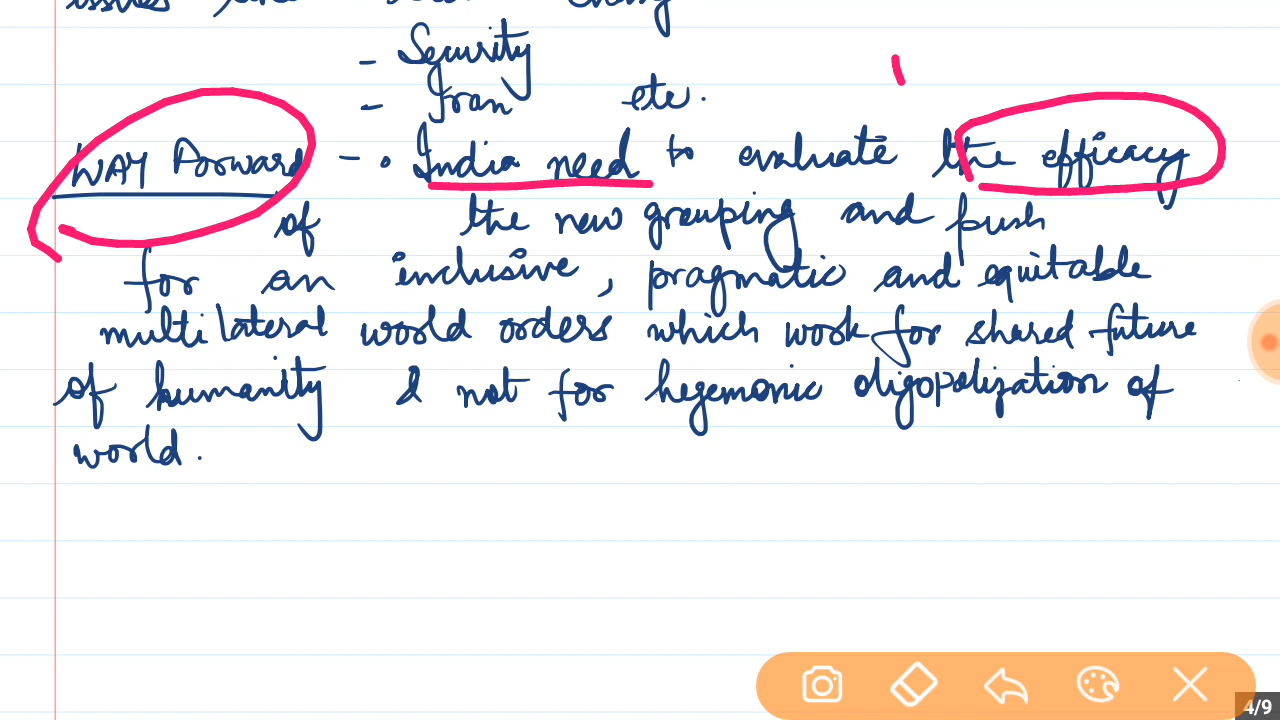 issues
- Security
- Iran etc.
WAY Forward - • India need to evaluate the efficacy
of the new grouping and push
for an inclusive, pragmatic and equitable
multilateral world orders which work for shared future
of humanity & not for hegemonic oligopolization of
world.
4/9